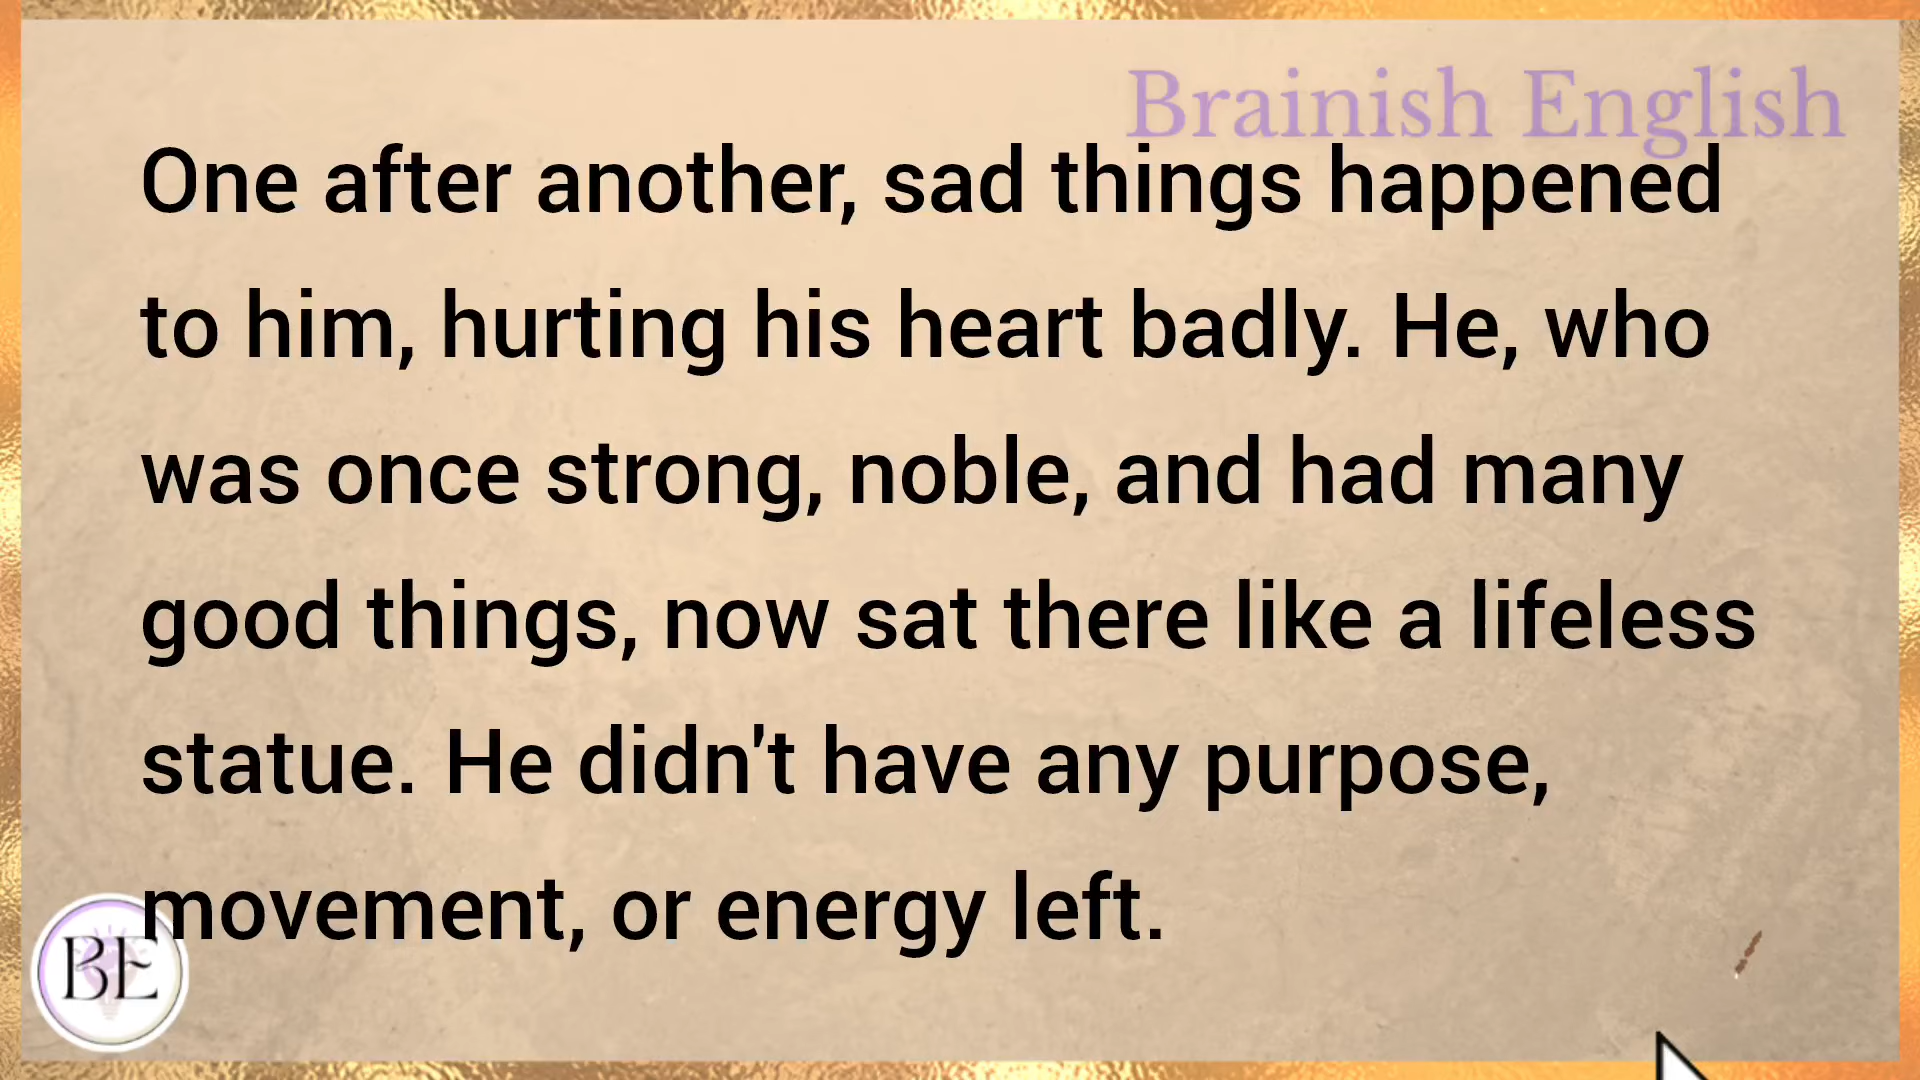 Brainish English
One after another, sad things happened
to him, hurting his heart badly. He, who
was once strong, noble, and had many
good things, now sat there like a lifeless
statue. He didn't have any purpose,
movement, or energy left.
BE